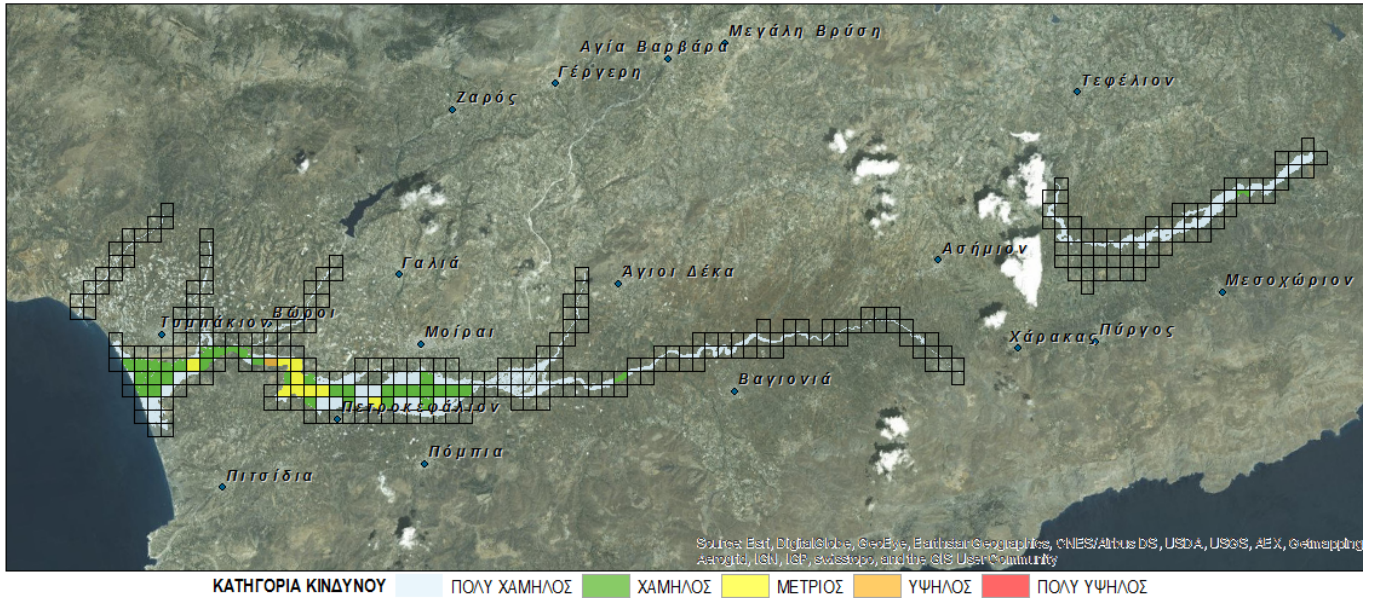 Μεγάλη Βρύση
Αγία Βαρβάρα
Γέργερη
Τεφέλιον
Ζαρός
Ασήμιον
Γαλιά
Άγιοι Δέκα
Μεσοχώριον
Βώροι
Τυμπάκιον
Μοίραι
Χάρακας
Πύργος
Βαγιονιά
Πετροκεφάλιον
Πόμπια
Πιτσίδια
Source: Esri, DigitalGlobe, GeoEye, Earthstar Geographics, CNES/Airbus DS, USDA, USGS, AEX, Getmapping,
Aerogrid, IGN, IGP, swisstopo, and the GIS User Community
ΚΑΤΗΓΟΡΙΑ ΚΙΝΔΥΝΟΥ ΠΟΛΥ ΧΑΜΗΛΟΣ ΧΑΜΗΛΟΣ ΜΕΤΡΙΟΣ ΥΨΗΛΟΣ ΠΟΛΥ ΥΨΗΛΟΣ